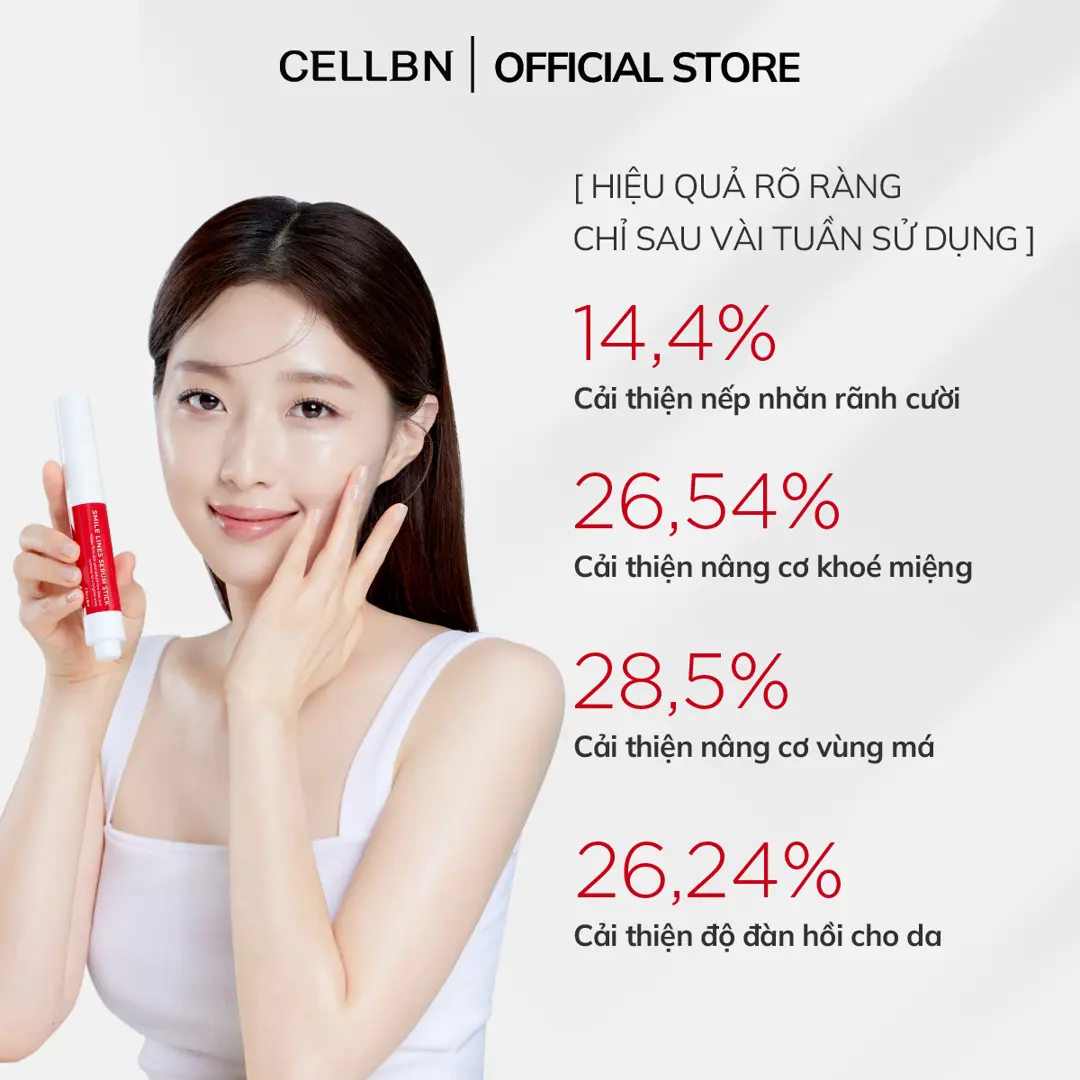 CELLBN | OFFICIAL STORE
[ HIỆU QUẢ RÕ RÀNG
CHỈ SAU VÀI TUẦN SỬ DỤNG ]
14,4%
Cải thiện nếp nhăn rãnh cười
26,54%
Cải thiện nâng cơ khoé miệng
28,5%
Cải thiện nâng cơ vùng má
26,24%
Cải thiện độ đàn hồi cho da
SMILE LINES SERUM STICK
CELLBN